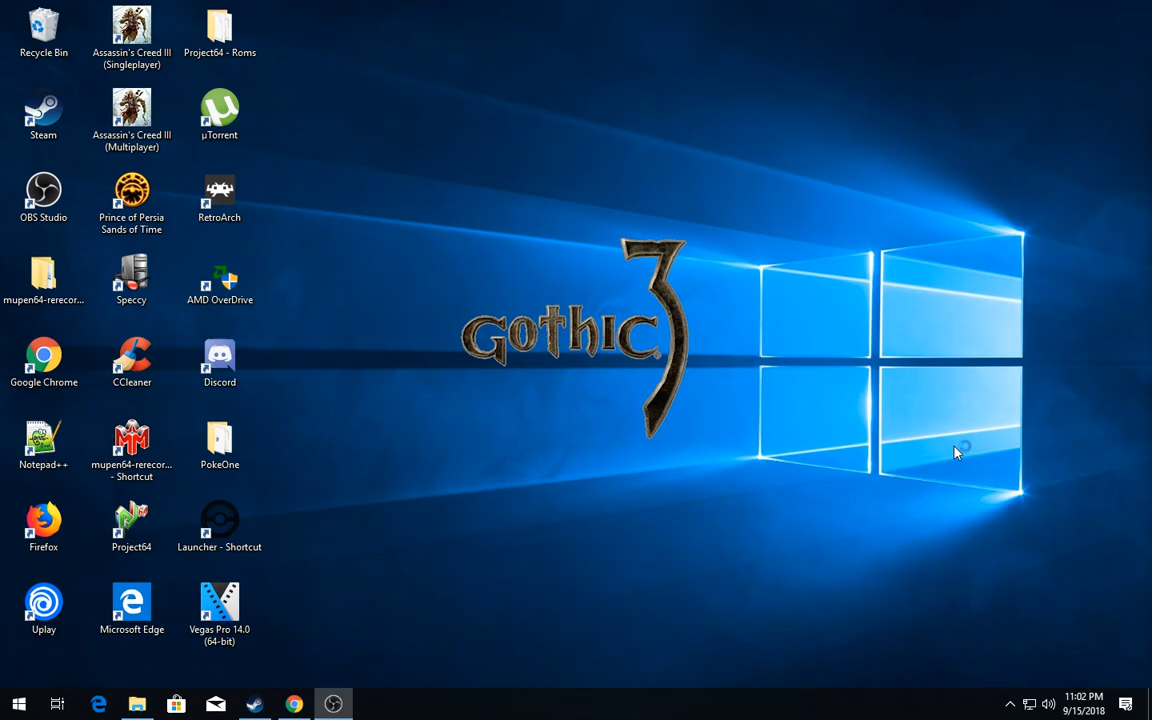 Recycle Bin
Assassin's Creed III
(Singleplayer)
Project64 - Roms
Steam
Assassin's Creed III
(Multiplayer)
µTorrent
OBS Studio
Prince of Persia
Sands of Time
RetroArch
mupen64-rerecor...
Speccy
AMD OverDrive
GOTHIC 3
Google Chrome
CCleaner
Discord
Notepad++
mupen64-rerecor...
- Shortcut
PokeOne
Firefox
Project64
Launcher - Shortcut
Uplay
Microsoft Edge
Vegas Pro 14.0
(64-bit)
11:02 PM
9/15/2018